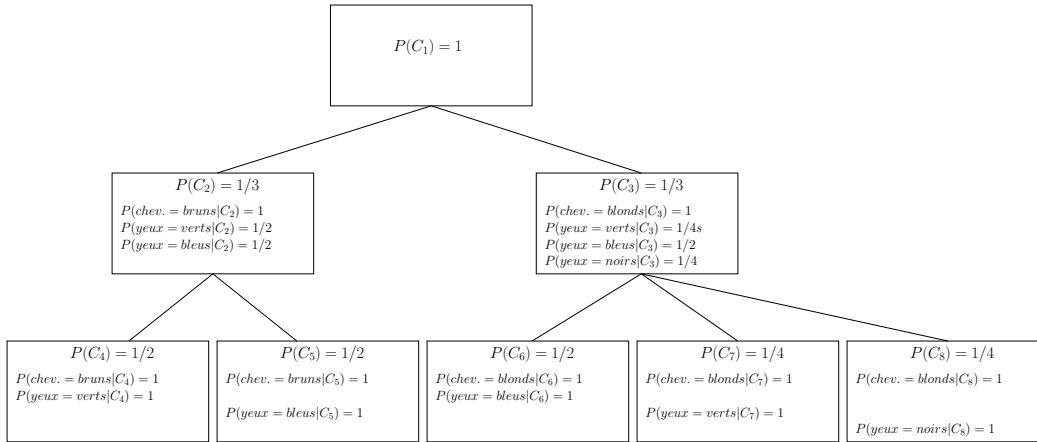 P(C₁) = 1
P(C₂) = 1/3
P(chev. = bruns|C₂) = 1
P(yeux = verts|C₂) = 1/2
P(yeux = bleus|C₂) = 1/2
P(C₃) = 1/3
P(chev. = blonds|C₃) = 1
P(yeux = verts|C₃) = 1/4s
P(yeux = bleus|C₃) = 1/2
P(yeux = noirs|C₃) = 1/4
P(C₄) = 1/2
P(chev. = bruns|C₄) = 1
P(yeux = verts|C₄) = 1
P(C₅) = 1/2
P(chev. = bruns|C₅) = 1
P(yeux = bleus|C₅) = 1
P(C₆) = 1/2
P(chev. = blonds|C₆) = 1
P(yeux = bleus|C₆) = 1
P(C₇) = 1/4
P(chev. = blonds|C₇) = 1
P(yeux = verts|C₇) = 1
P(C₈) = 1/4
P(chev. = blonds|C₈) = 1
P(yeux = noirs|C₈) = 1